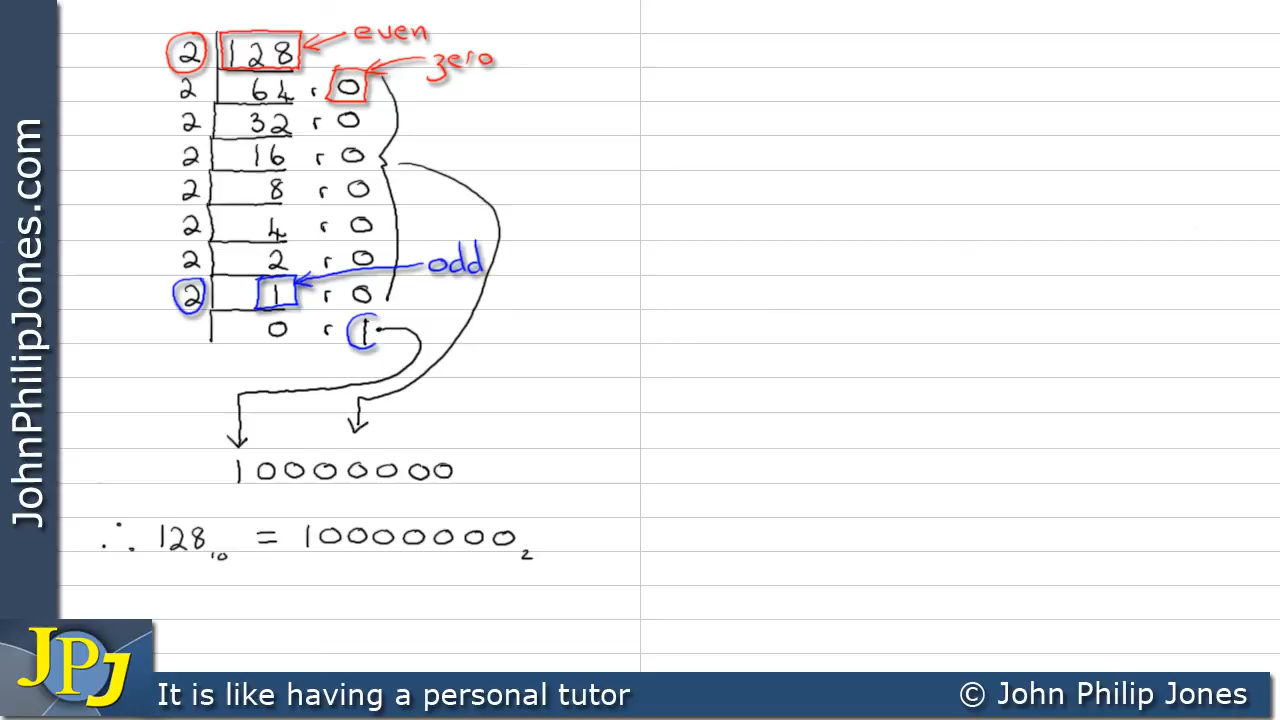 2 128 even
2 64 r 0 zero
2 32 r 0
2 16 r 0
2 8 r 0
2 4 r 0
2 2 r 0
2 1 r 0 odd
0 r 1
10000000
∴ 128₁₀ = 10000000₂
JohnPhilipJones.com
JPJ
It is like having a personal tutor
© John Philip Jones